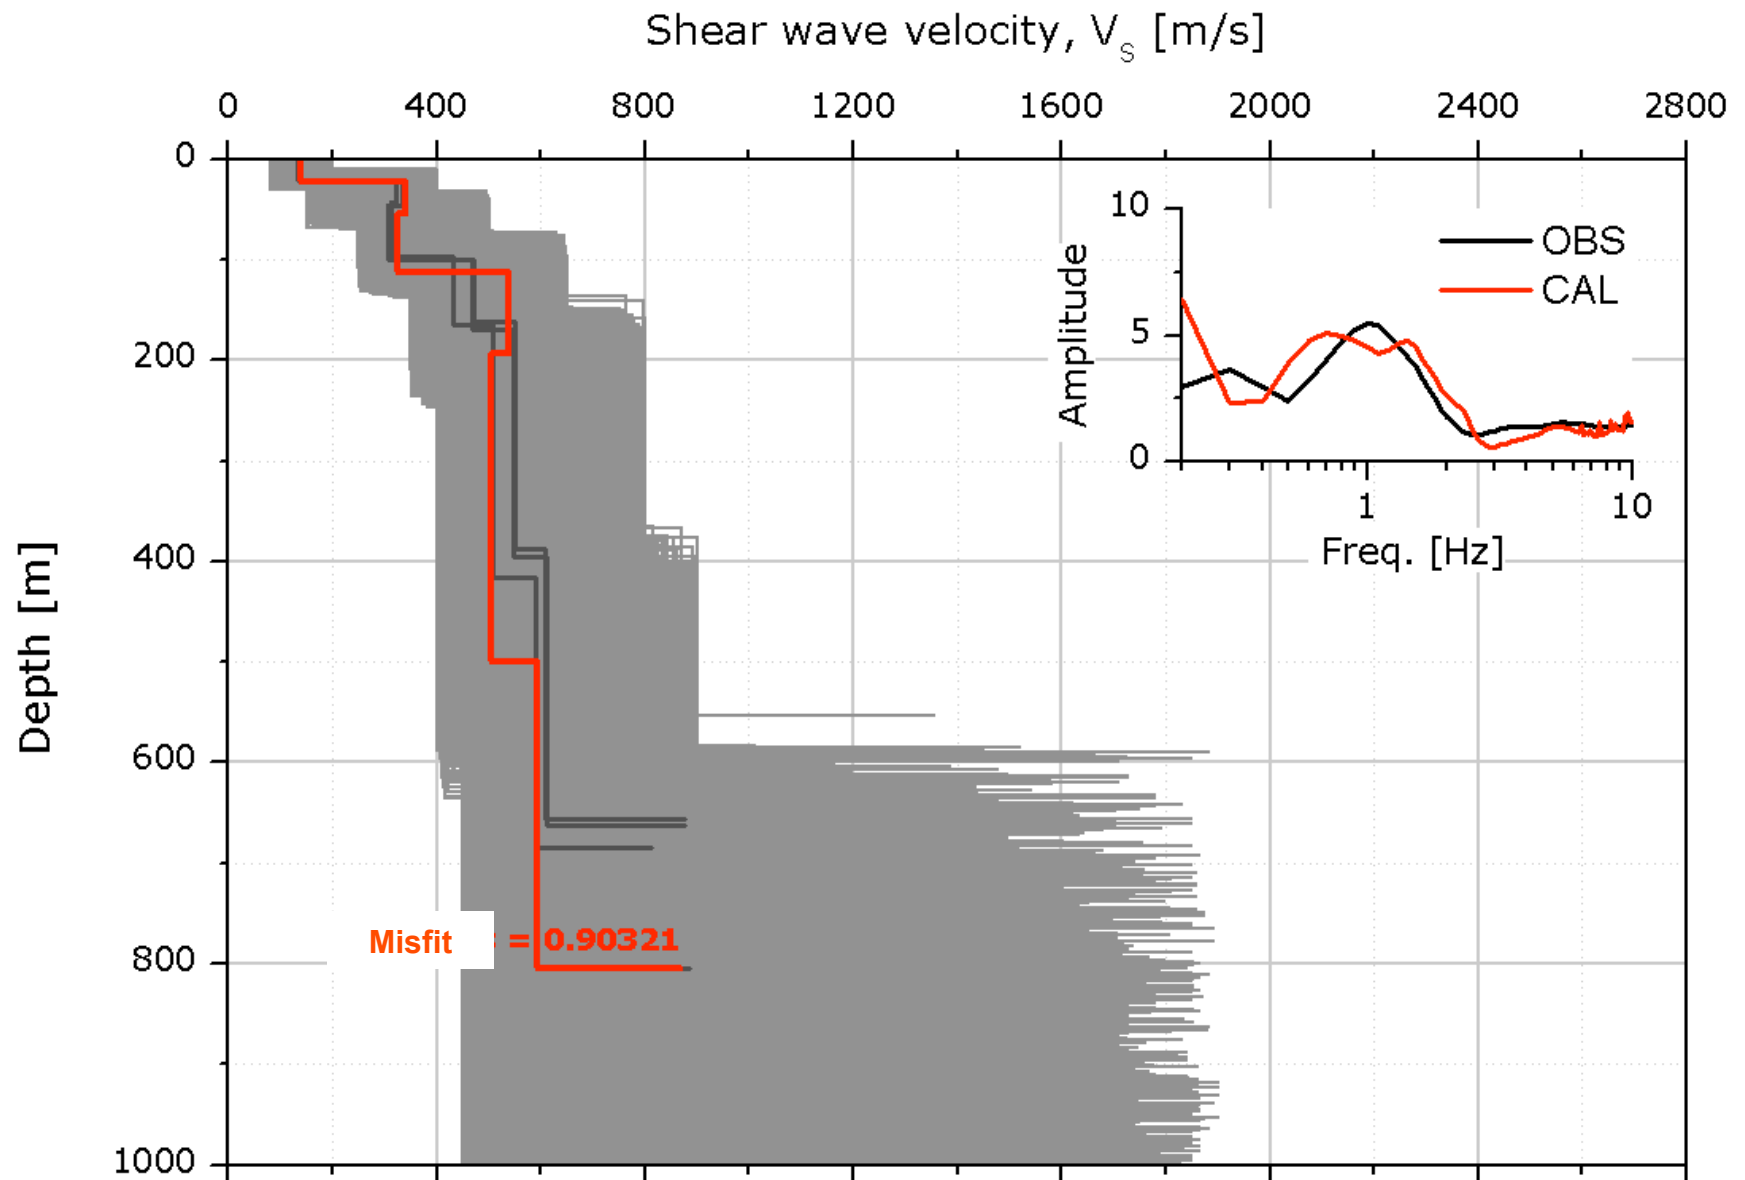 Shear wave velocity, VS [m/s]
0 400 800 1200 1600 2000 2400 2800
0
200
400
600
800
1000
Depth [m]
10
5
0
Amplitude
OBS
CAL
1 10
Freq. [Hz]
Misfit = 0.90321